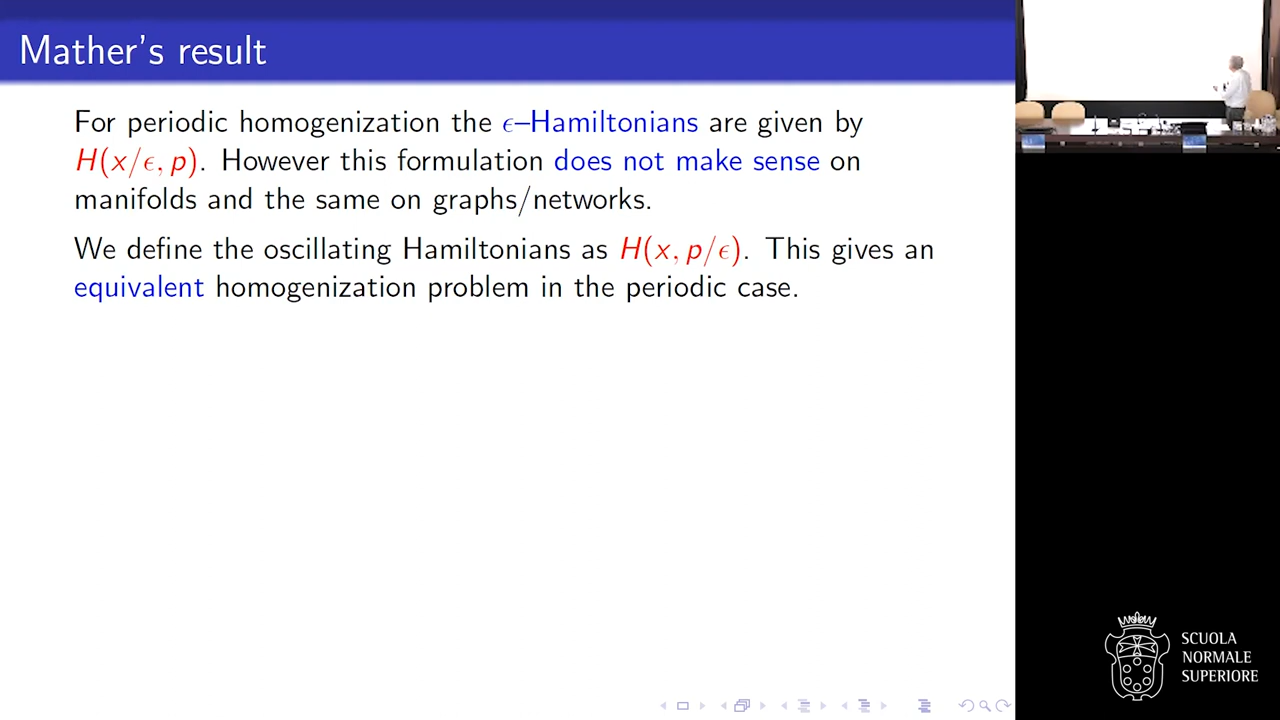 Mather's result
For periodic homogenization the ϵ–Hamiltonians are given by
H(x/ϵ, p). However this formulation does not make sense on
manifolds and the same on graphs/networks.
We define the oscillating Hamiltonians as H(x, p/ϵ). This gives an
equivalent homogenization problem in the periodic case.
SCUOLA
NORMALE
SUPERIORE